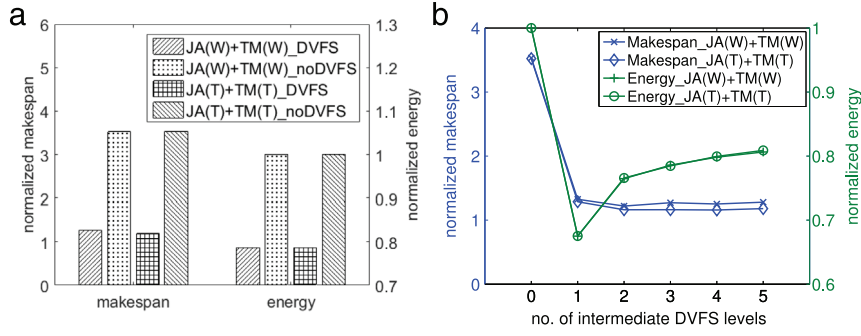 a
6
5
4
3
2
1
0
normalized makespan
1.3
1.2
1.1
1
0.9
0.8
0.7
normalized energy
JA(W)+TM(W)_DVFS
JA(W)+TM(W)_noDVFS
JA(T)+TM(T)_DVFS
JA(T)+TM(T)_noDVFS
makespan energy
b
4
3
2
1
0
normalized makespan
1
0.9
0.8
0.7
0.6
normalized energy
Makespan_JA(W)+TM(W)
Makespan_JA(T)+TM(T)
Energy_JA(W)+TM(W)
Energy_JA(T)+TM(T)
0 1 2 3 4 5
no. of intermediate DVFS levels